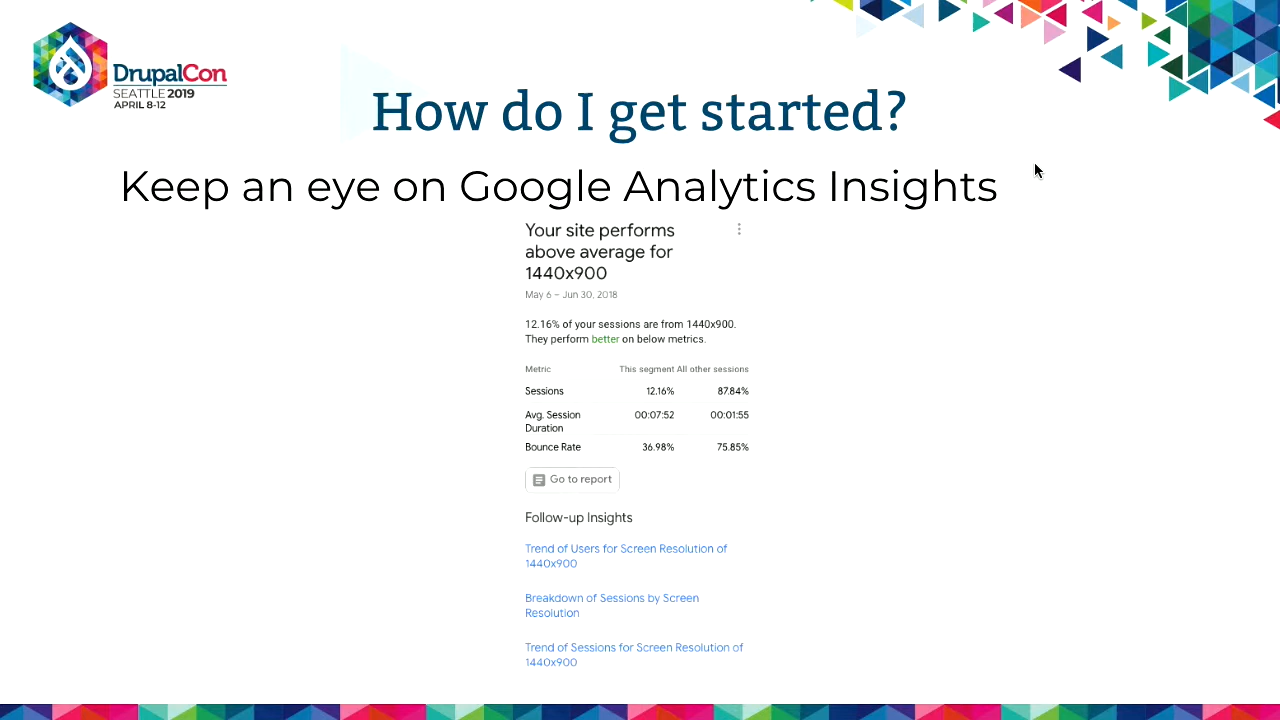 DrupalCon
SEATTLE 2019
APRIL 8-12
How do I get started?
Keep an eye on Google Analytics Insights
Your site performs
above average for
1440x900
May 6 – Jun 30, 2018
12.16% of your sessions are from 1440x900.
They perform better on below metrics.
Metric This segment All other sessions
Sessions 12.16% 87.84%
Avg. Session 00:07:52 00:01:55
Duration
Bounce Rate 36.98% 75.85%
Go to report
Follow-up Insights
Trend of Users for Screen Resolution of
1440x900
Breakdown of Sessions by Screen
Resolution
Trend of Sessions for Screen Resolution of
1440x900